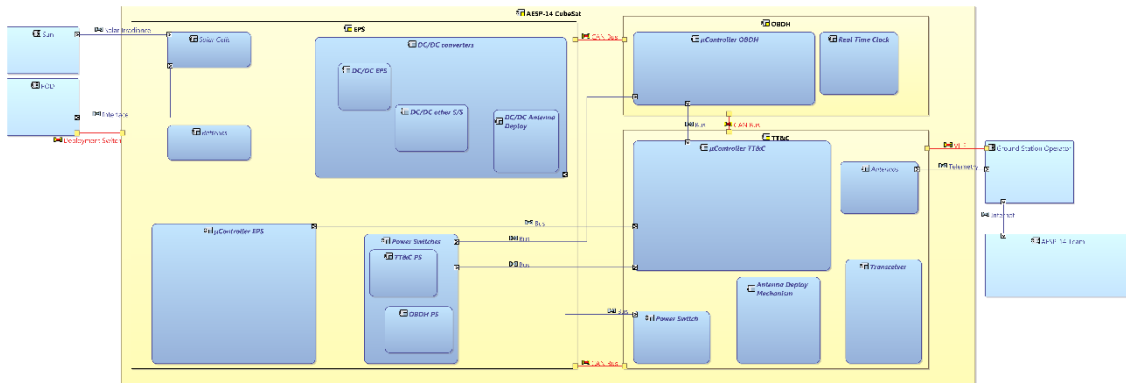 AESP-14 CubeSat
Sun
Solar Irradiance
Solar Cells
EPS
DC/DC converters
CAN Bus
OBDH
µController OBDH
Real Time Clock
POD
DC/DC EPS
DC/DC other S/S
DC/DC Antenna
Deploy
Interface
Deployment Switch
Batteries
Bus
CAN Bus
TT&C
µController TT&C
Antennas
Ground Station Operator
Telemetry
Internet
AESP-14 Team
µController EPS
Bus
Bus
Bus
Power Switches
TT&C PS
OBDH PS
Bus
Power Switch
Antenna Deploy
Mechanism
Transceiver
CAN Bus